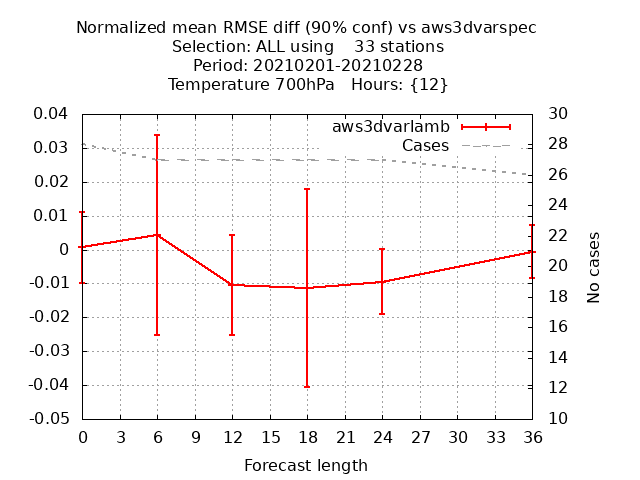 Normalized mean RMSE diff (90% conf) vs aws3dvarspec
Selection: ALL using    33 stations
Period: 20210201-20210228
Temperature 700hPa   Hours: {12}
aws3dvarlamb
Cases
0.04
0.03
0.02
0.01
0
-0.01
-0.02
-0.03
-0.04
-0.05
30
28
26
24
22
20
18
16
14
12
10
No cases
0 3 6 9 12 15 18 21 24 27 30 33 36
Forecast length